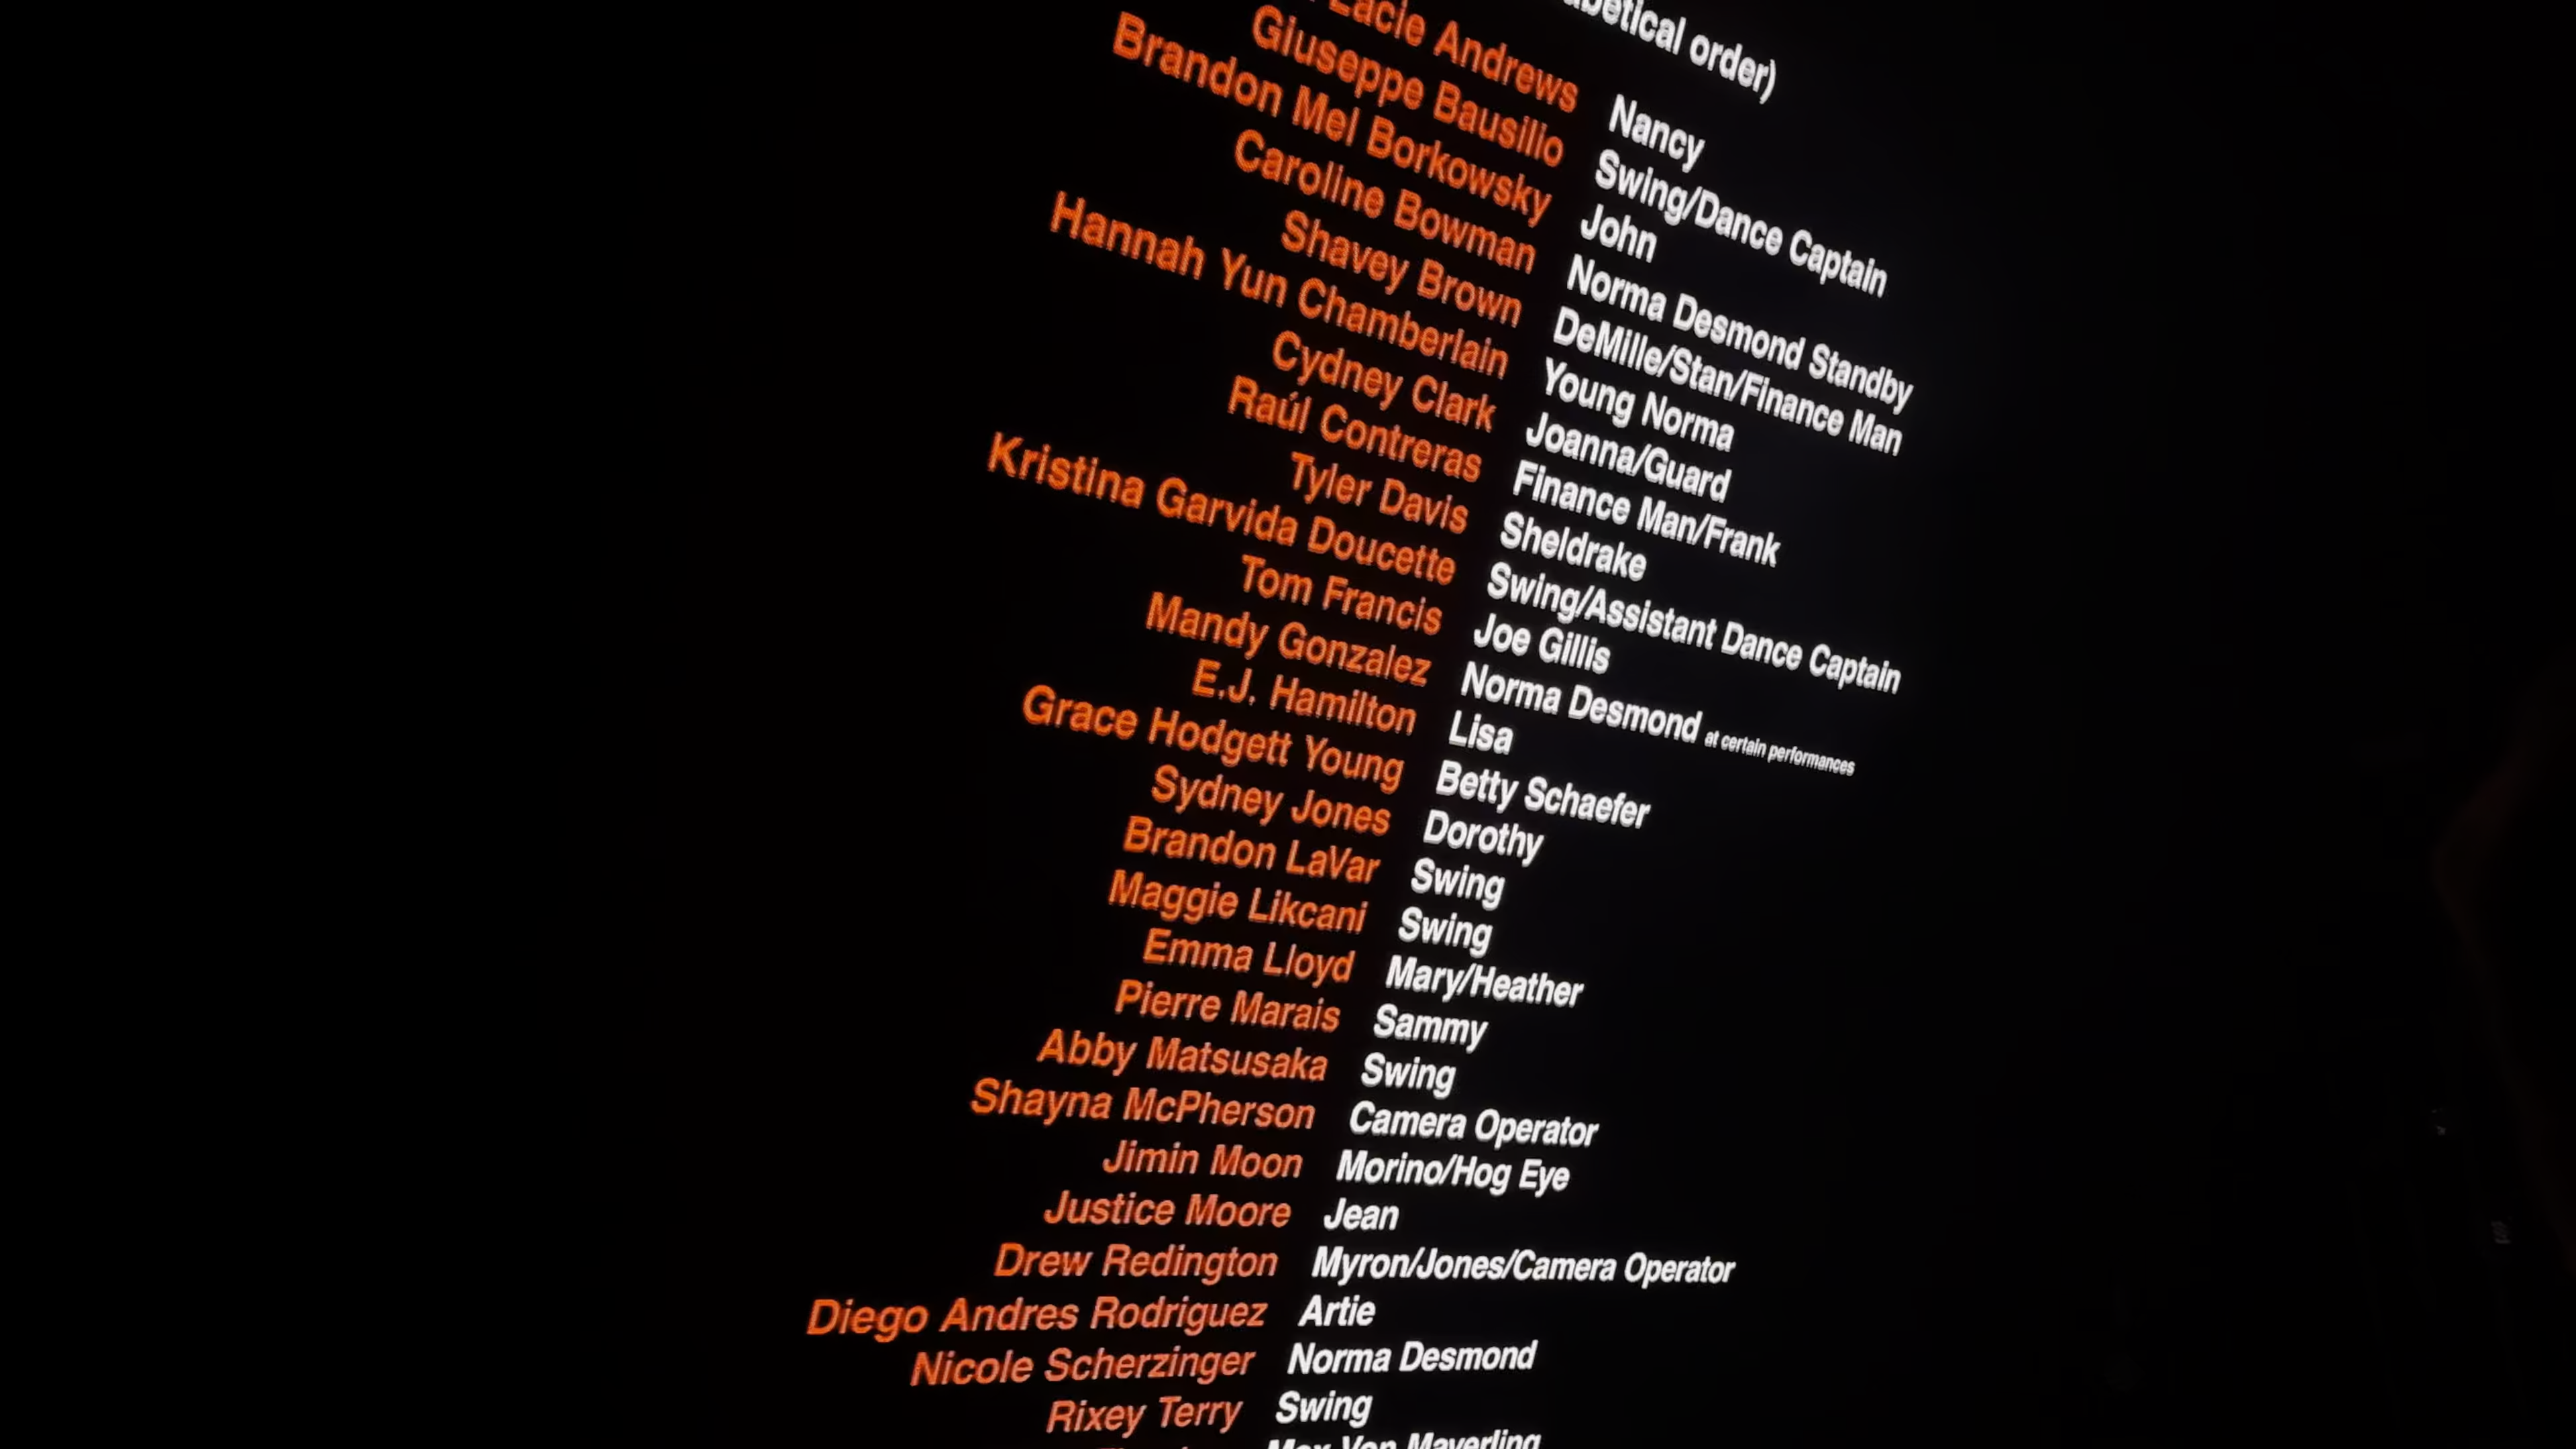 order)
Andrews Nancy
Giuseppe Bausilio Swing/Dance Captain
Brandon Mel Borkowsky John
Caroline Bowman Norma Desmond Standby
Shavey Brown DeMille/Stan/Finance Man
Hannah Yun Chamberlain Young Norma
Cydney Clark Joanna/Guard
Raúl Contreras Finance Man/Frank
Tyler Davis Sheldrake
Kristina Garvida Doucette Swing/Assistant Dance Captain
Tom Francis Joe Gillis
Mandy Gonzalez Norma Desmond at certain performances
E.J. Hamilton Lisa
Grace Hodgett Young Betty Schaefer
Sydney Jones Dorothy
Brandon LaVar Swing
Maggie Likcani Swing
Emma Lloyd Mary/Heather
Pierre Marais Sammy
Abby Matsusaka Swing
Shayna McPherson Camera Operator
Jimin Moon Morino/Hog Eye
Justice Moore Jean
Drew Redington Myron/Jones/Camera Operator
Diego Andres Rodriguez Artie
Nicole Scherzinger Norma Desmond
Rixey Terry Swing
Max Von Mayerling